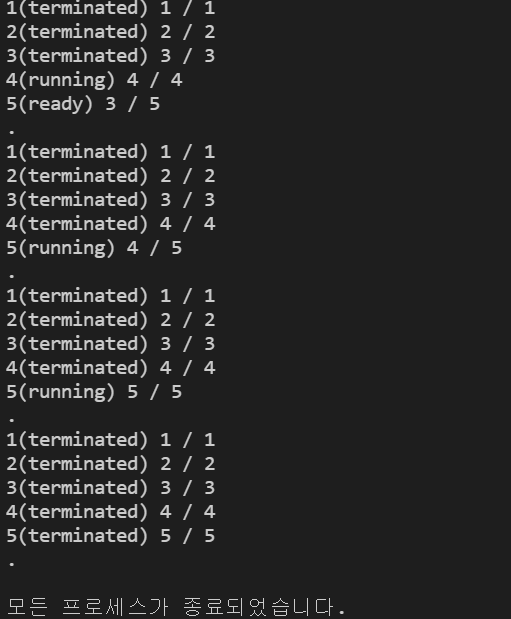 1(terminated) 1 / 1
2(terminated) 2 / 2
3(terminated) 3 / 3
4(running) 4 / 4
5(ready) 3 / 5
.
1(terminated) 1 / 1
2(terminated) 2 / 2
3(terminated) 3 / 3
4(terminated) 4 / 4
5(running) 4 / 5
.
1(terminated) 1 / 1
2(terminated) 2 / 2
3(terminated) 3 / 3
4(terminated) 4 / 4
5(running) 5 / 5
.
1(terminated) 1 / 1
2(terminated) 2 / 2
3(terminated) 3 / 3
4(terminated) 4 / 4
5(terminated) 5 / 5
.
모든 프로세스가 종료되었습니다.